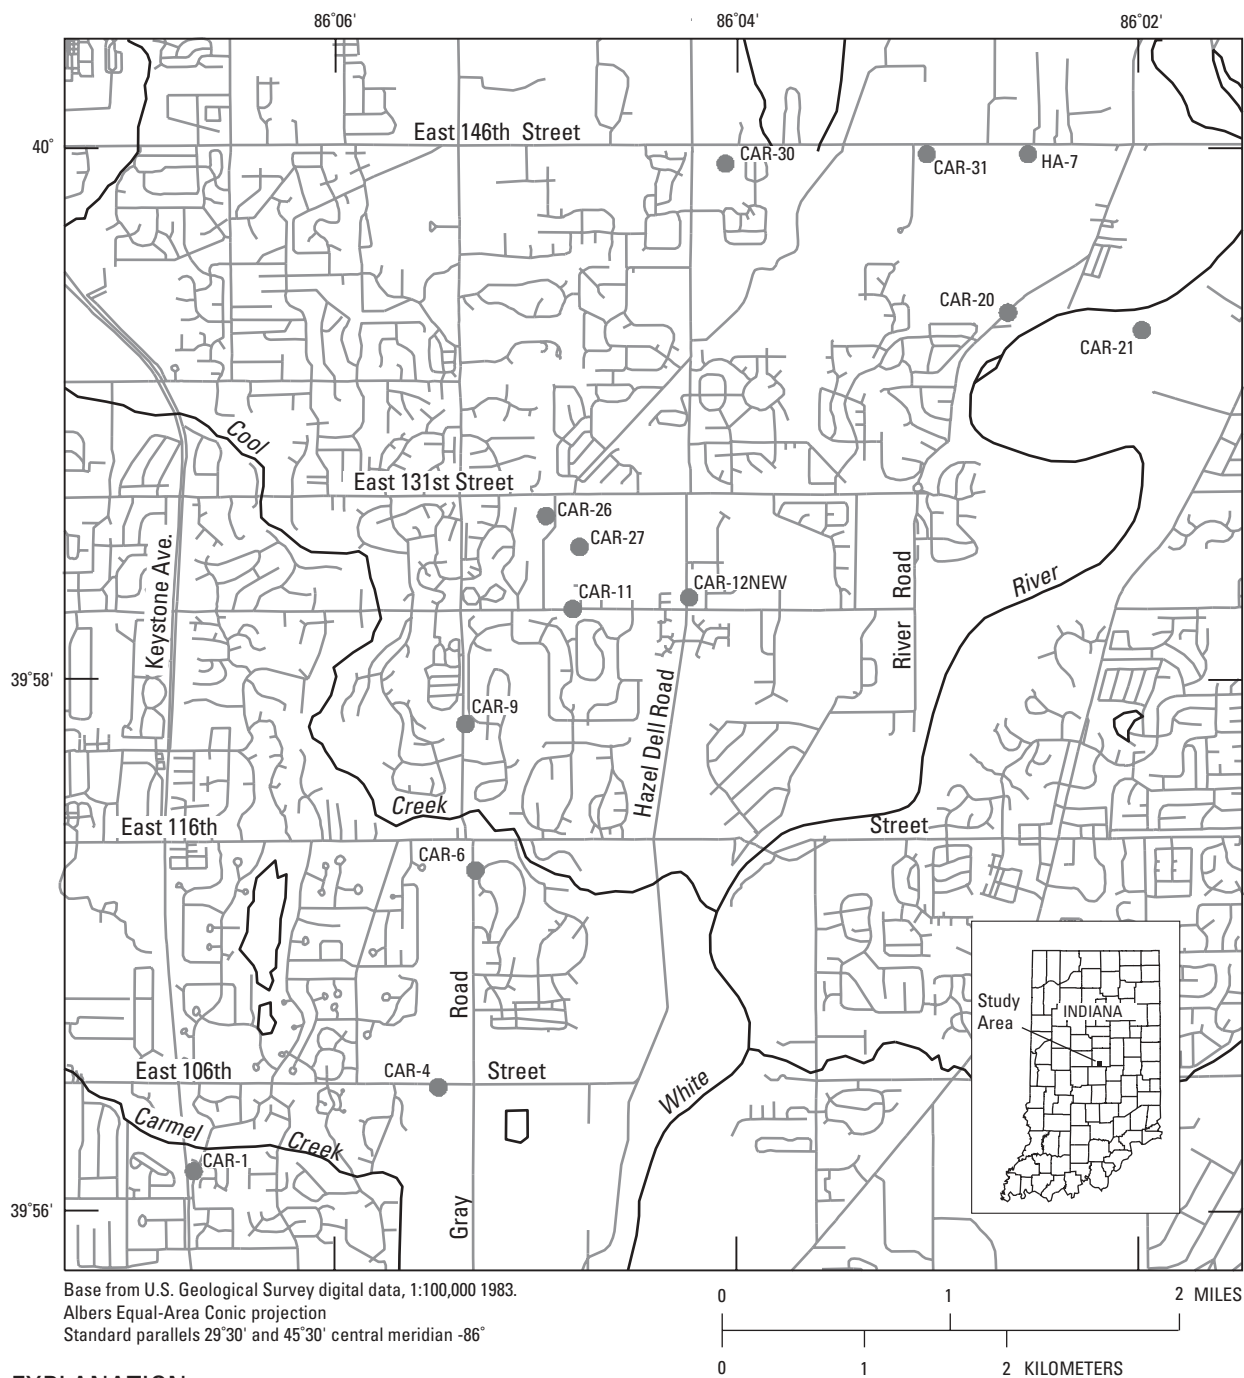 86°06' 86°04' 86°02'
East 146th Street
40°
CAR-30
CAR-31
HA-7
CAR-20
CAR-21
Cool
East 131st Street
CAR-26
CAR-27
Keystone Ave.
River Road
River
CAR-11
CAR-12NEW
39°58'
Hazel Dell Road
CAR-9
Creek
East 116th Street
CAR-6
Road
Study
Area
INDIANA
East 106th Street
CAR-4
White
Carmel
Creek
CAR-1
Gray
39°56'
Base from U.S. Geological Survey digital data, 1:100,000 1983.
Albers Equal-Area Conic projection
Standard parallels 29°30' and 45°30' central meridian -86°
0 1 2 MILES
0 1 2 KILOMETERS
EXPLANATION